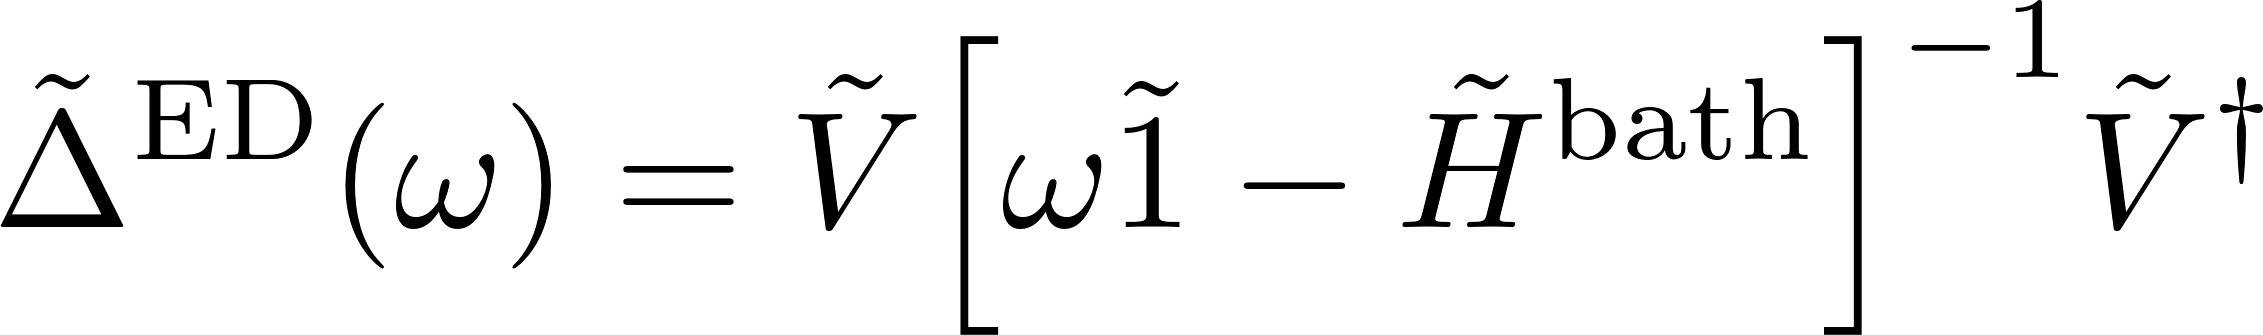 Δ̃^ED(ω) = Ṽ [ω1̃ − H̃^bath]^−1 Ṽ^†